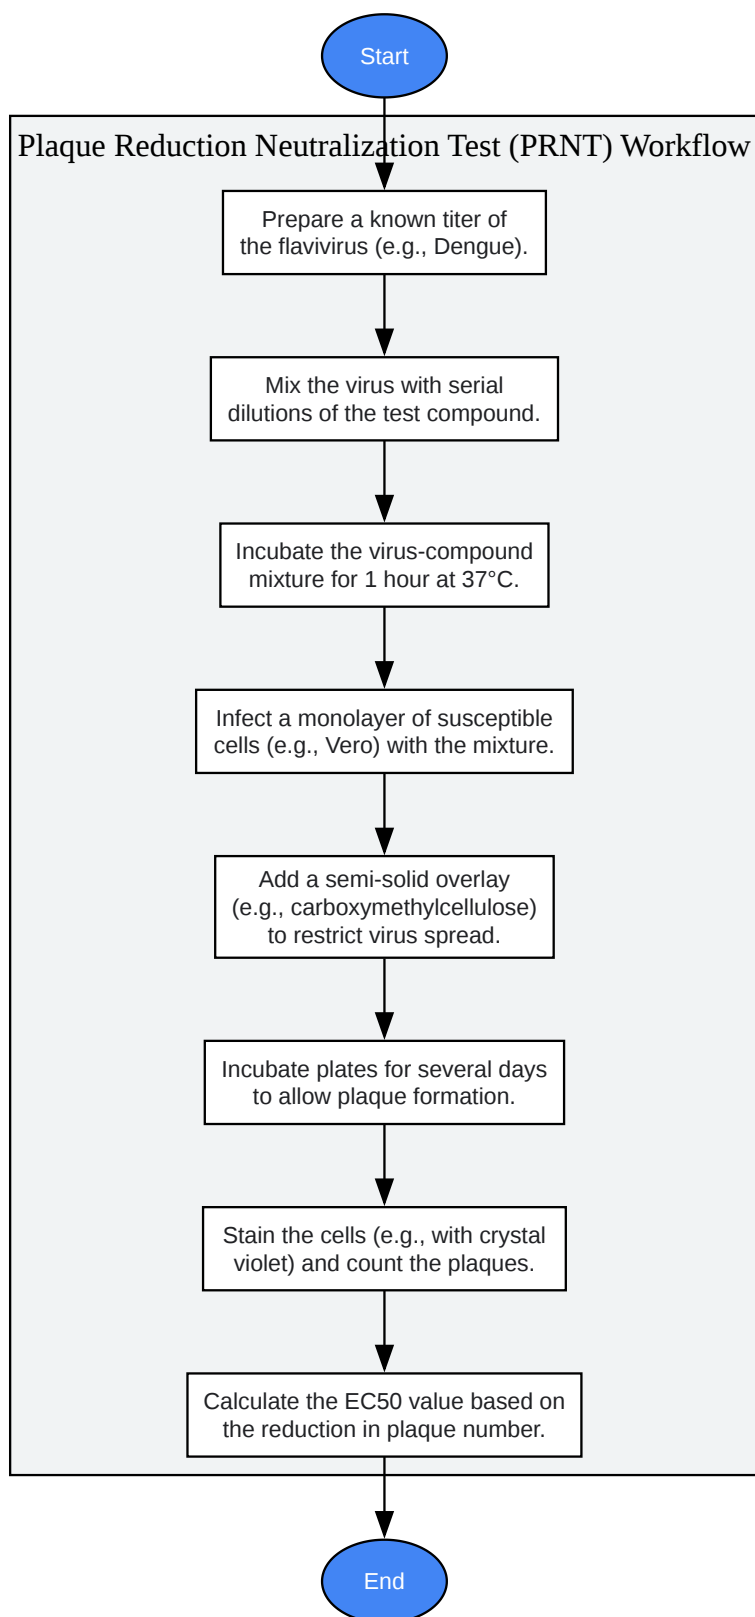 Start
Plaque Reduction Neutralization Test (PRNT) Workflow
Prepare a known titer of
the flavivirus (e.g., Dengue).
Mix the virus with serial
dilutions of the test compound.
Incubate the virus-compound
mixture for 1 hour at 37°C.
Infect a monolayer of susceptible
cells (e.g., Vero) with the mixture.
Add a semi-solid overlay
(e.g., carboxymethylcellulose)
to restrict virus spread.
Incubate plates for several days
to allow plaque formation.
Stain the cells (e.g., with crystal
violet) and count the plaques.
Calculate the EC50 value based on
the reduction in plaque number.
End